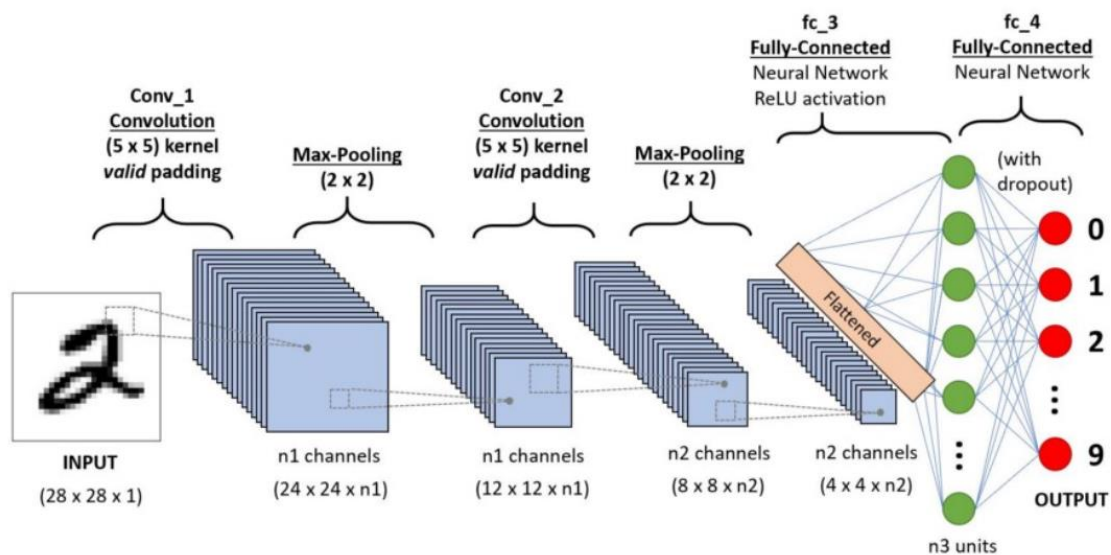 fc_3
Fully-Connected
Neural Network
ReLU activation
fc_4
Fully-Connected
Neural Network
Conv_1
Convolution
(5 x 5) kernel
valid padding
Max-Pooling
(2 x 2)
Conv_2
Convolution
(5 x 5) kernel
valid padding
Max-Pooling
(2 x 2)
(with
dropout)
Flattened
0
1
2
...
9
OUTPUT
...
INPUT
(28 x 28 x 1)
n1 channels
(24 x 24 x n1)
n1 channels
(12 x 12 x n1)
n2 channels
(8 x 8 x n2)
n2 channels
(4 x 4 x n2)
n3 units